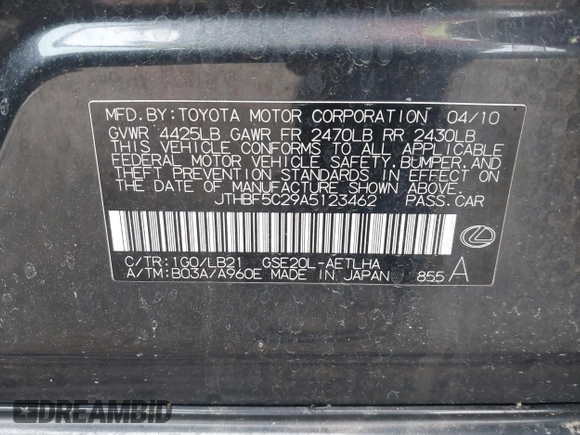 MFD. BY: TOYOTA MOTOR CORPORATION 04/10
GVWR 4425LB GAWR FR 2470LB RR 2430LB
THIS VEHICLE CONFORMS TO ALL APPLICABLE
FEDERAL MOTOR VEHICLE SAFETY, BUMPER, AND
THEFT PREVENTION STANDARDS IN EFFECT ON
THE DATE OF MANUFACTURE SHOWN ABOVE.
JTHBF5C29A5123462 PASS. CAR
C/TR: 1G0/LB21 GSE20L-AETLHA
A/TM: B03A/A960E MADE IN JAPAN 855 A
DREAMBID